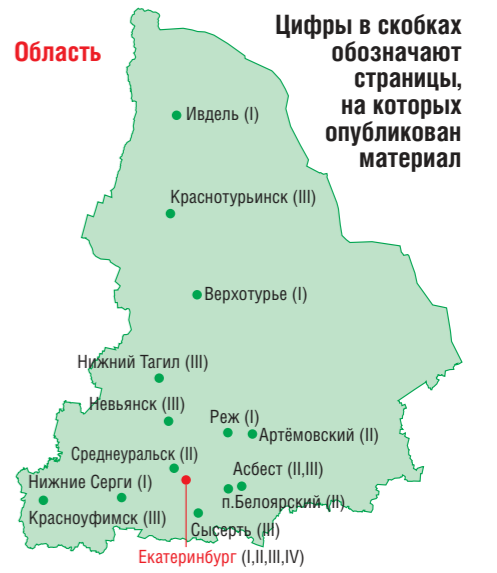 Область
Цифры в скобках
обозначают
страницы,
на которых
опубликован
материал
Ивдель (I)
Краснотурьинск (III)
Верхотурье (I)
Нижний Тагил (III)
Невьянск (III)
Реж (I)
Артёмовский (II)
Среднеуральск (II)
Асбест (II,III)
Нижние Серги (I)
п.Белоярский (II)
Красноуфимск (III)
Сысерть (III)
Екатеринбург (I,II,III,IV)